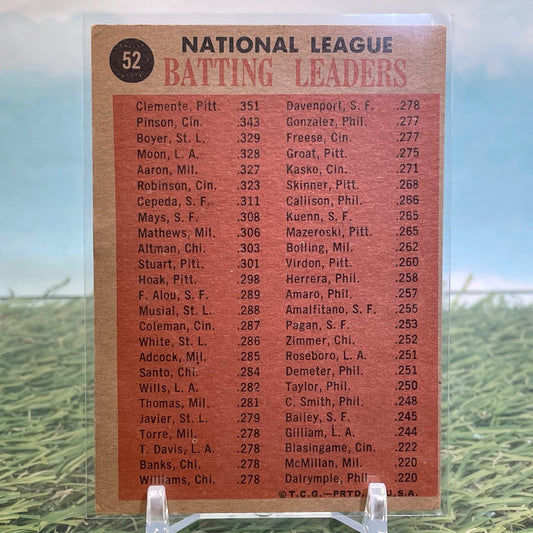 52
NATIONAL LEAGUE
BATTING LEADERS
Clemente, Pitt. .351
Pinson, Cin. .343
Boyer, St. L. .329
Moon, L. A. .328
Aaron, Mil. .327
Robinson, Cin. .323
Cepeda, S. F. .311
Mays, S. F. .308
Mathews, Mil. .306
Altman, Chi. .303
Stuart, Pitt. .301
Hoak, Pitt. .298
F. Alou, S. F. .289
Musial, St. L. .288
Coleman, Cin. .287
White, St. L. .286
Adcock, Mil. .285
Santo, Chi. .284
Wills, L. A. .282
Thomas, Mil. .281
Javier, St. L. .279
Torre, Mil. .278
T. Davis, L. A. .278
Banks, Chi. .278
Williams, Chi. .278
Davenport, S. F. .278
Gonzalez, Phil. .277
Freese, Cin. .277
Groat, Pitt. .275
Kasko, Cin. .271
Skinner, Pitt. .268
Callison, Phil. .266
Kuenn, S. F. .265
Mazeroski, Pitt. .265
Bolling, Mil. .262
Virdon, Pitt. .260
Herrera, Phil. .258
Amaro, Phil. .257
Amalfitano, S. F. .255
Pagan, S. F. .253
Zimmer, Chi. .252
Roseboro, L. A. .251
Demeter, Phil. .251
Taylor, Phil. .250
C. Smith, Phil. .248
Bailey, S. F. .245
Gilliam, L. A. .244
Blasingame, Cin. .222
McMillan, Mil. .220
Dalrymple, Phil. .220
©T.C.G.—PRTD. U.S.A.